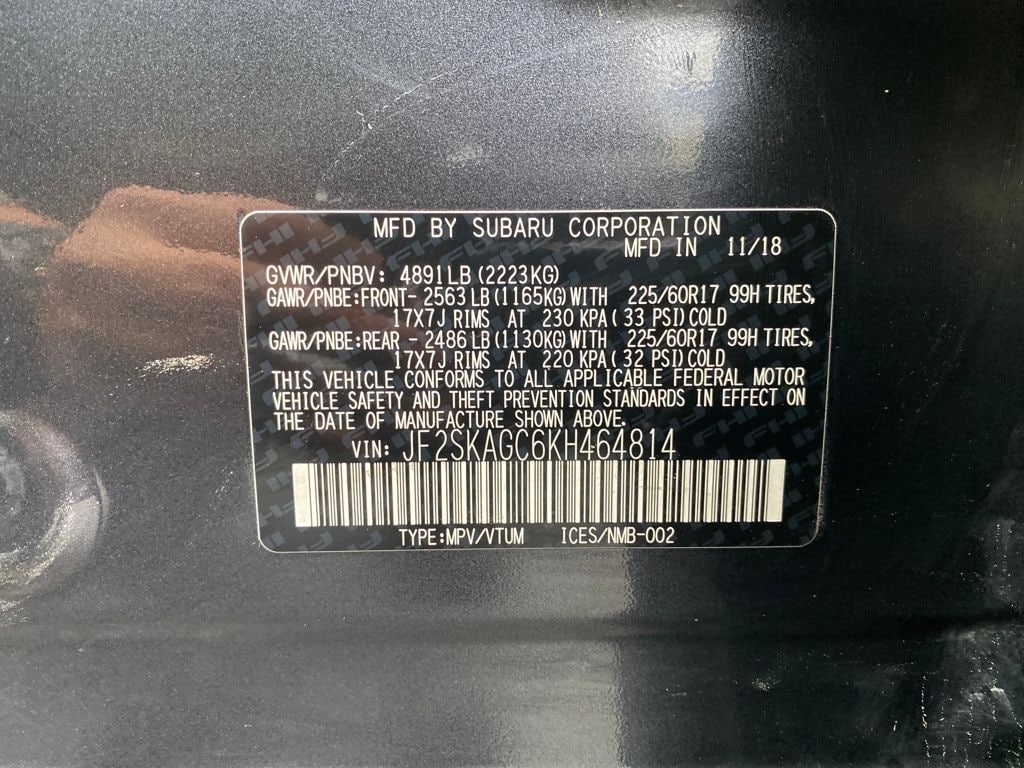 MFD BY SUBARU CORPORATION
MFD IN 11/18
GVWR/PNBV: 4891LB (2223KG)
GAWR/PNBE:FRONT- 2563 LB (1165KG) WITH 225/60R17 99H TIRES,
17X7J RIMS AT 230 KPA ( 33 PSI) COLD
GAWR/PNBE:REAR - 2486 LB (1130KG) WITH 225/60R17 99H TIRES,
17X7J RIMS AT 220 KPA ( 32 PSI) COLD
THIS VEHICLE CONFORMS TO ALL APPLICABLE FEDERAL MOTOR
VEHICLE SAFETY AND THEFT PREVENTION STANDARDS IN EFFECT ON
THE DATE OF MANUFACTURE SHOWN ABOVE.
VIN: JF2SKAGC6KH464814
TYPE:MPV/VTUM ICES/NMB-002